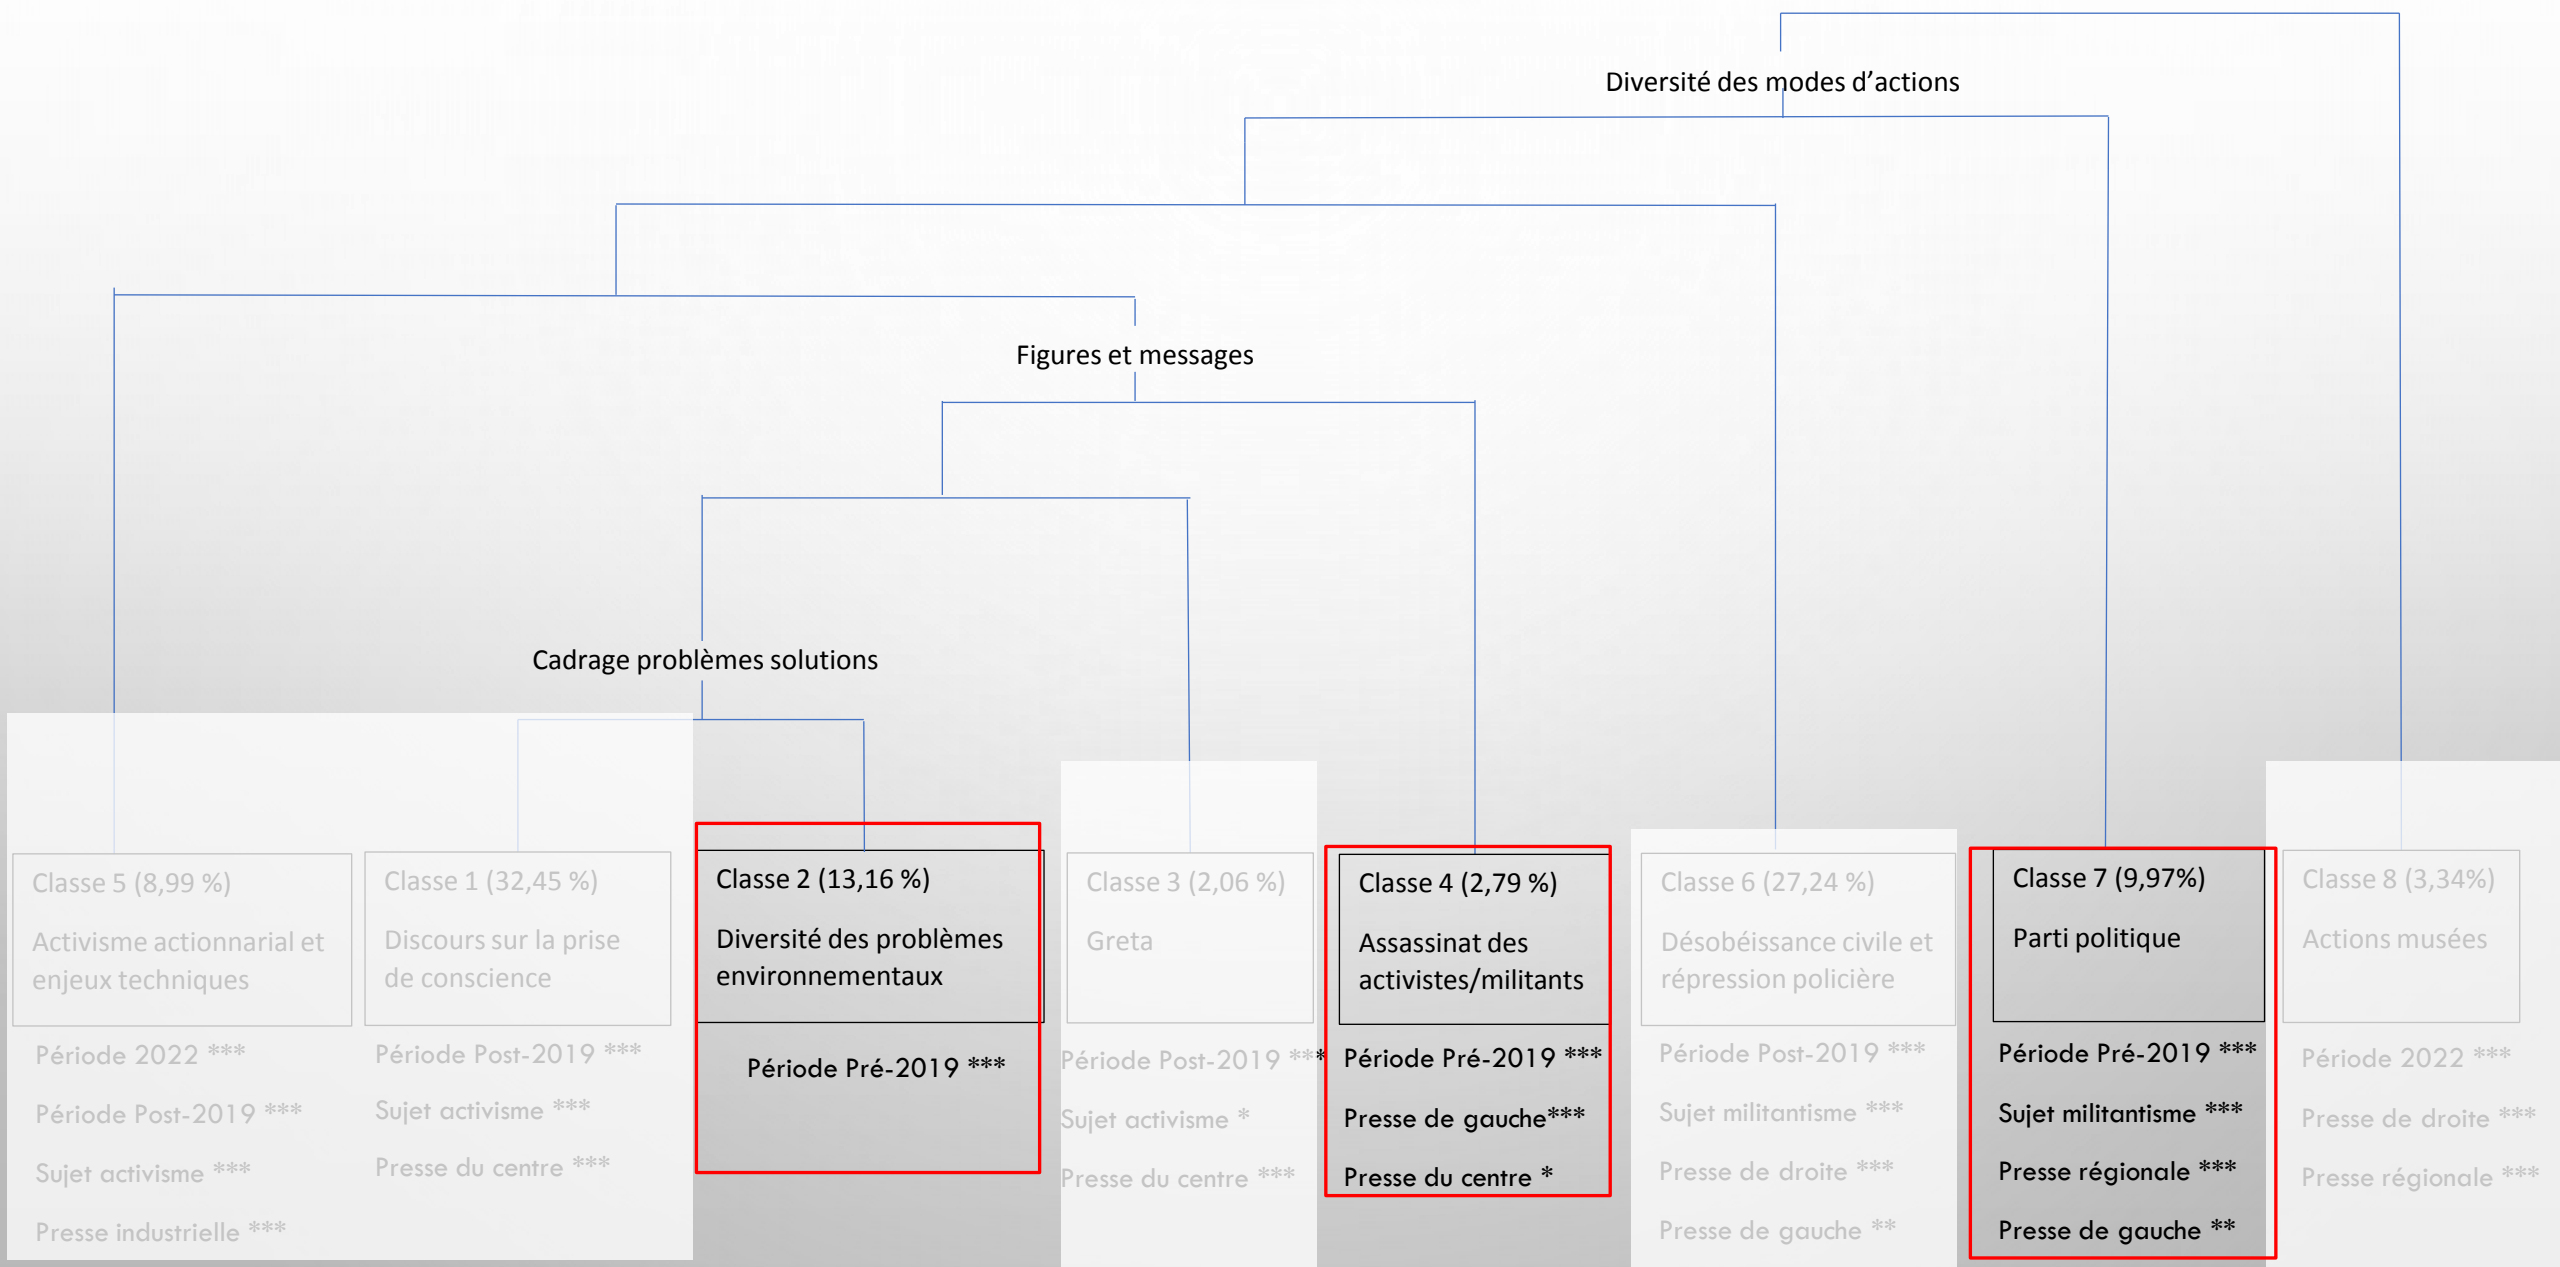 Diversité des modes d’actions
Figures et messages
Cadrage problèmes solutions
Classe 5 (8,99 %)
Activisme actionnarial et
enjeux techniques
Période 2022 ***
Période Post-2019 ***
Sujet activisme ***
Presse industrielle ***
Classe 1 (32,45 %)
Discours sur la prise
de conscience
Période Post-2019 ***
Sujet activisme ***
Presse du centre ***
Classe 2 (13,16 %)
Diversité des problèmes
environnementaux
Période Pré-2019 ***
Classe 3 (2,06 %)
Greta
Période Post-2019 ***
Sujet activisme *
Presse du centre ***
Classe 4 (2,79 %)
Assassinat des
activistes/militants
Période Pré-2019 ***
Presse de gauche***
Presse du centre *
Classe 6 (27,24 %)
Désobéissance civile et
répression policière
Période Post-2019 ***
Sujet militantisme ***
Presse de droite ***
Presse de gauche **
Classe 7 (9,97%)
Parti politique
Période Pré-2019 ***
Sujet militantisme ***
Presse régionale ***
Presse de gauche **
Classe 8 (3,34%)
Actions musées
Période 2022 ***
Presse de droite ***
Presse régionale ***